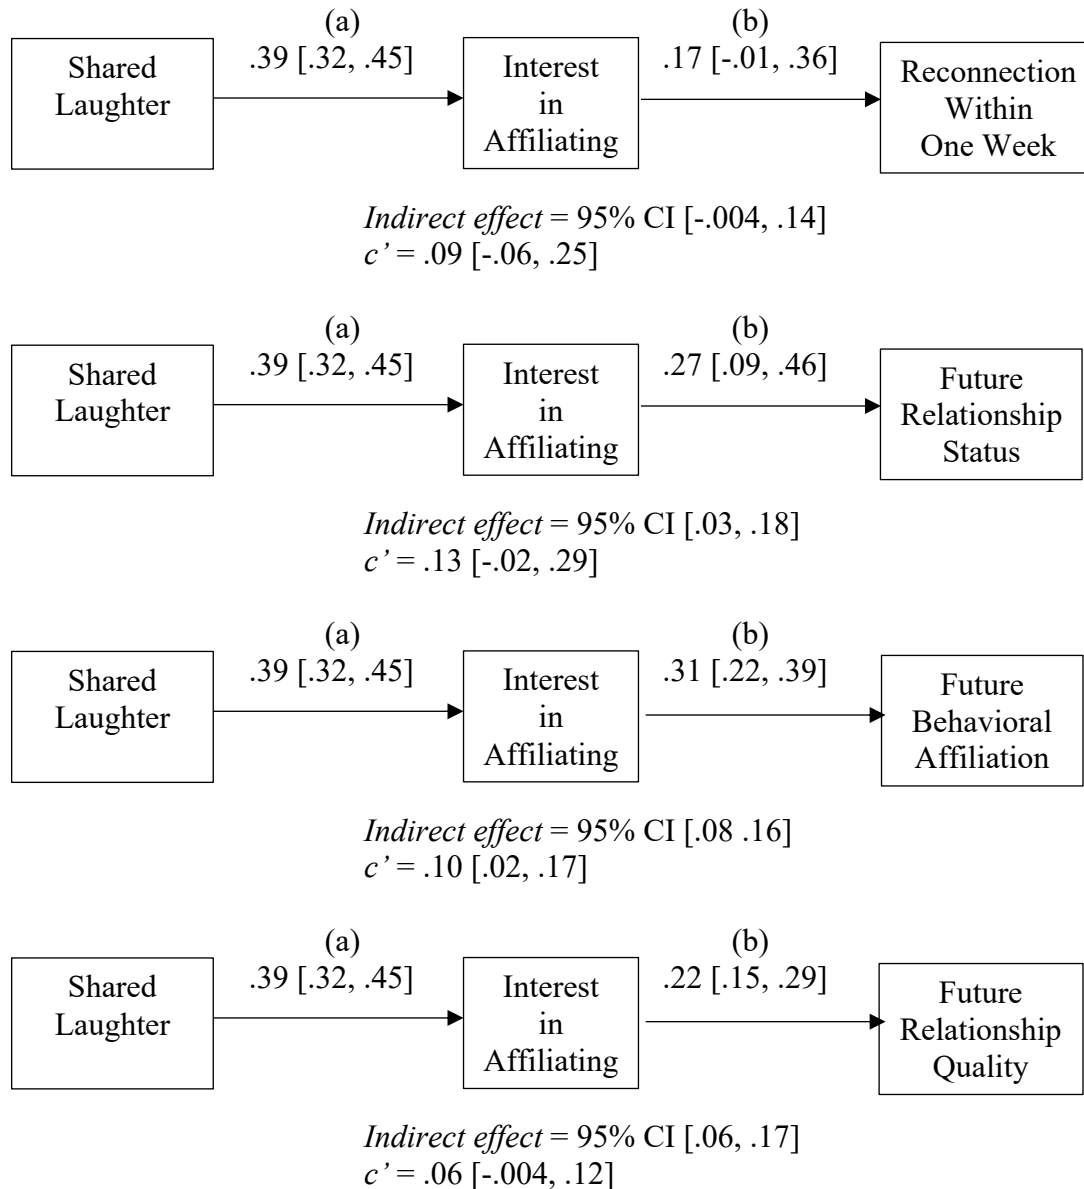 (a)
(b)
.39 [.32, .45]
.17 [-.01, .36]
Shared
Laughter
Interest
in
Affiliating
Reconnection
Within
One Week
Indirect effect = 95% CI [-.004, .14]
c’ = .09 [-.06, .25]
(a)
(b)
.39 [.32, .45]
.27 [.09, .46]
Shared
Laughter
Interest
in
Affiliating
Future
Relationship
Status
Indirect effect = 95% CI [.03, .18]
c’ = .13 [-.02, .29]
(a)
(b)
.39 [.32, .45]
.31 [.22, .39]
Shared
Laughter
Interest
in
Affiliating
Future
Behavioral
Affiliation
Indirect effect = 95% CI [.08 .16]
c’ = .10 [.02, .17]
(a)
(b)
.39 [.32, .45]
.22 [.15, .29]
Shared
Laughter
Interest
in
Affiliating
Future
Relationship
Quality
Indirect effect = 95% CI [.06, .17]
c’ = .06 [-.004, .12]